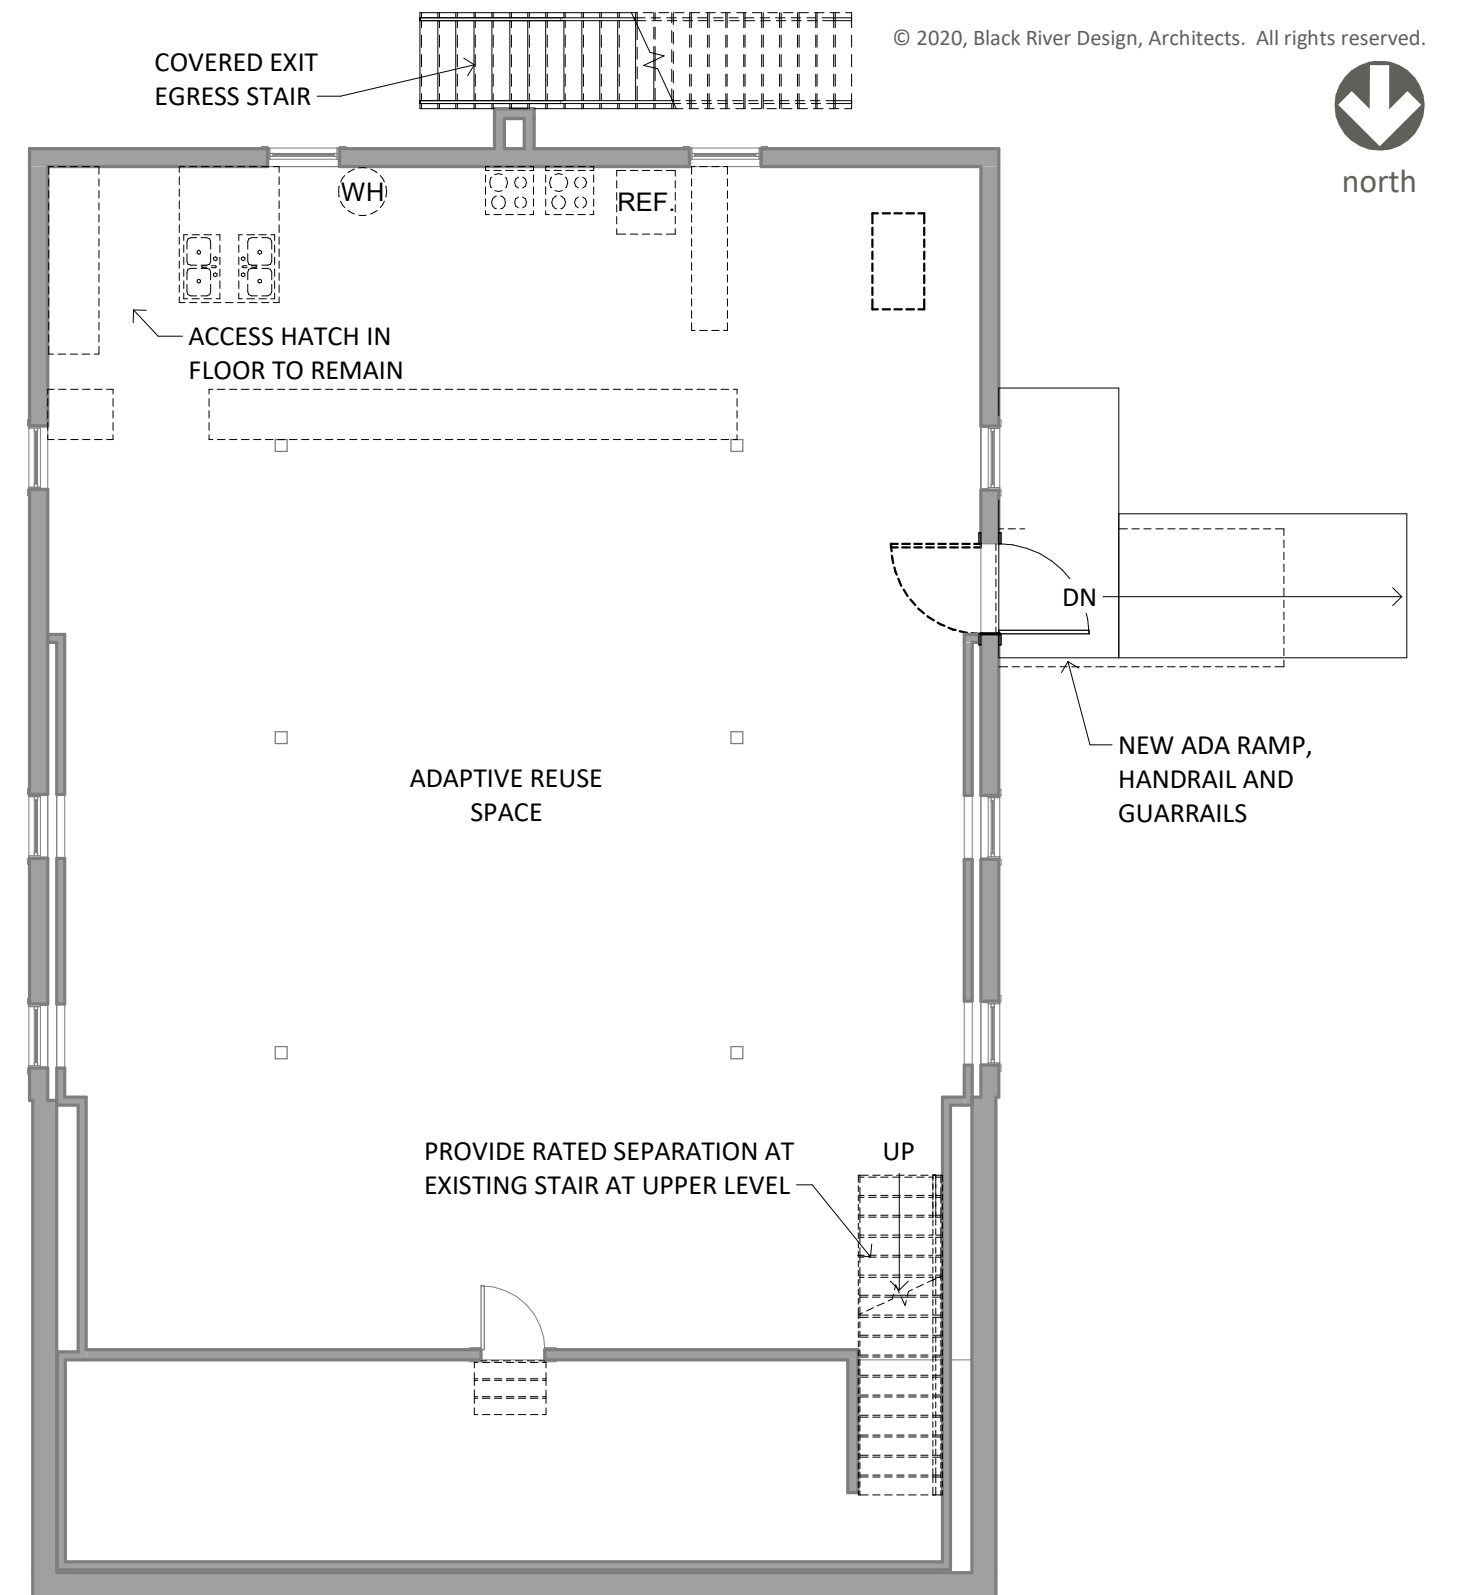 © 2020, Black River Design, Architects.  All rights reserved.
COVERED EXIT
EGRESS STAIR
north
WH
REF.
ACCESS HATCH IN
FLOOR TO REMAIN
DN
NEW ADA RAMP,
HANDRAIL AND
GUARRAILS
ADAPTIVE REUSE
SPACE
PROVIDE RATED SEPARATION AT
EXISTING STAIR AT UPPER LEVEL
UP